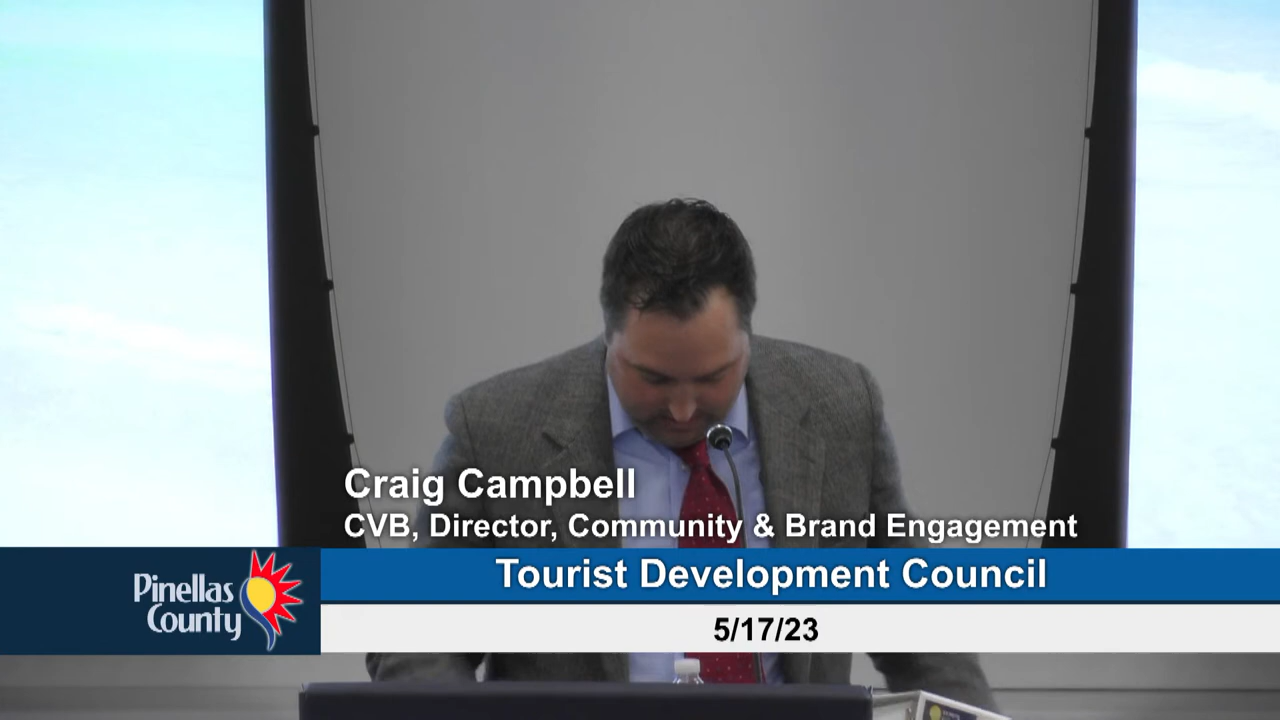 Craig Campbell
CVB, Director, Community & Brand Engagement
Tourist Development Council
Pinellas
County
5/17/23